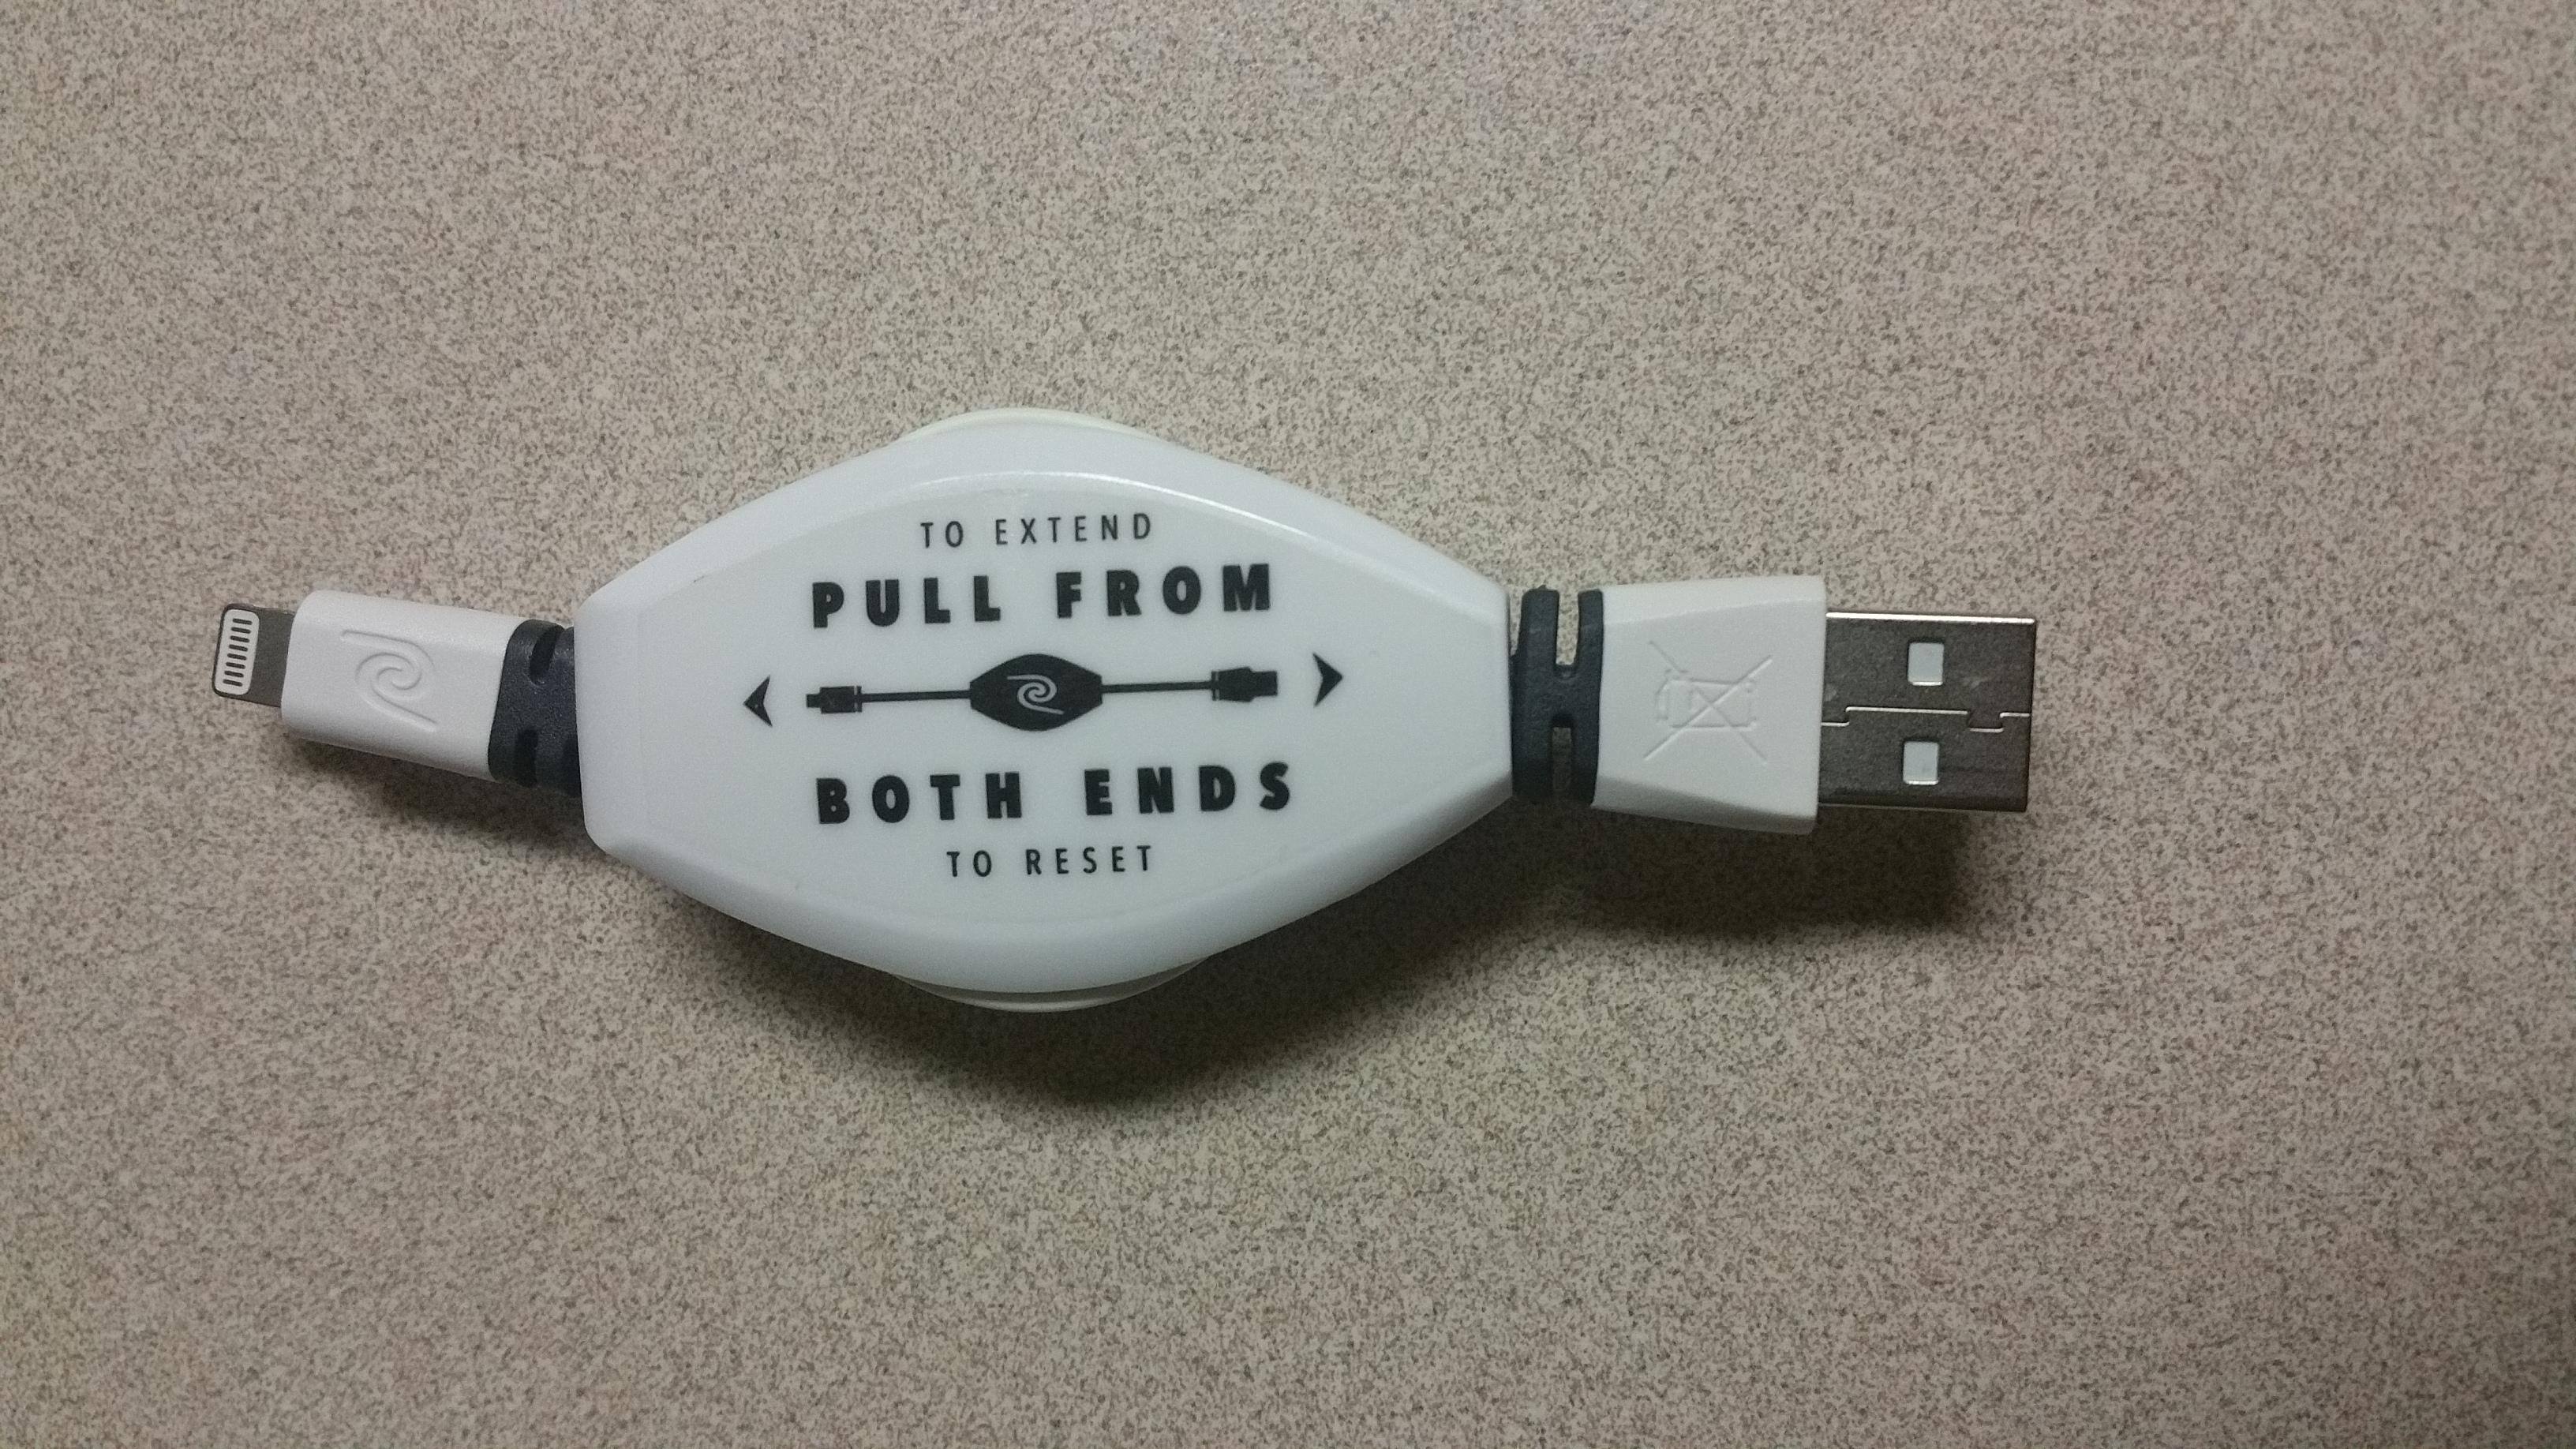 TO EXTEND
PULL FROM
BOTH ENDS
TO RESET